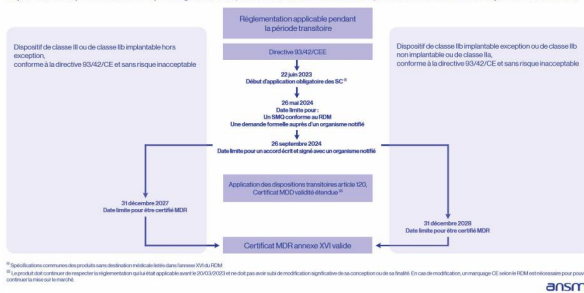 Réglementation applicable pendant
la période transitoire
Dispositif de classe III ou de classe IIb implantable hors
exception,
conforme à la directive 93/42/CE et sans risque inacceptable
Directive 93/42/CEE
Dispositif de classe IIb implantable exception ou de classe IIb
non implantable ou de classe IIa,
conforme à la directive 93/42/CE et sans risque inacceptable
22 juin 2023
Début d'application obligatoire des SC
26 mai 2024
Date limite pour :
Un SMQ conforme au RDM
Une demande formelle auprès d'un organisme notifié
26 septembre 2024
Date limite pour un accord écrit et signé avec un organisme notifié
Application des dispositions transitoires article 120,
Certificat MDD validité étendue
31 décembre 2027
Date limite pour être certifié MDR
31 décembre 2028
Date limite pour être certifié MDR
Certificat MDR annexe XVI valide
Spécifications communes des produits sans destination médicale listés dans l'annexe XVI du RDM
Le produit doit continuer de respecter la réglementation qui lui était applicable avant le 20/03/2023 et ne doit pas avoir subi de modification significative de sa conception ou de sa finalité. En cas de modification, un marquage CE selon le RDM est nécessaire pour
continuer la mise sur le marché.
ansm